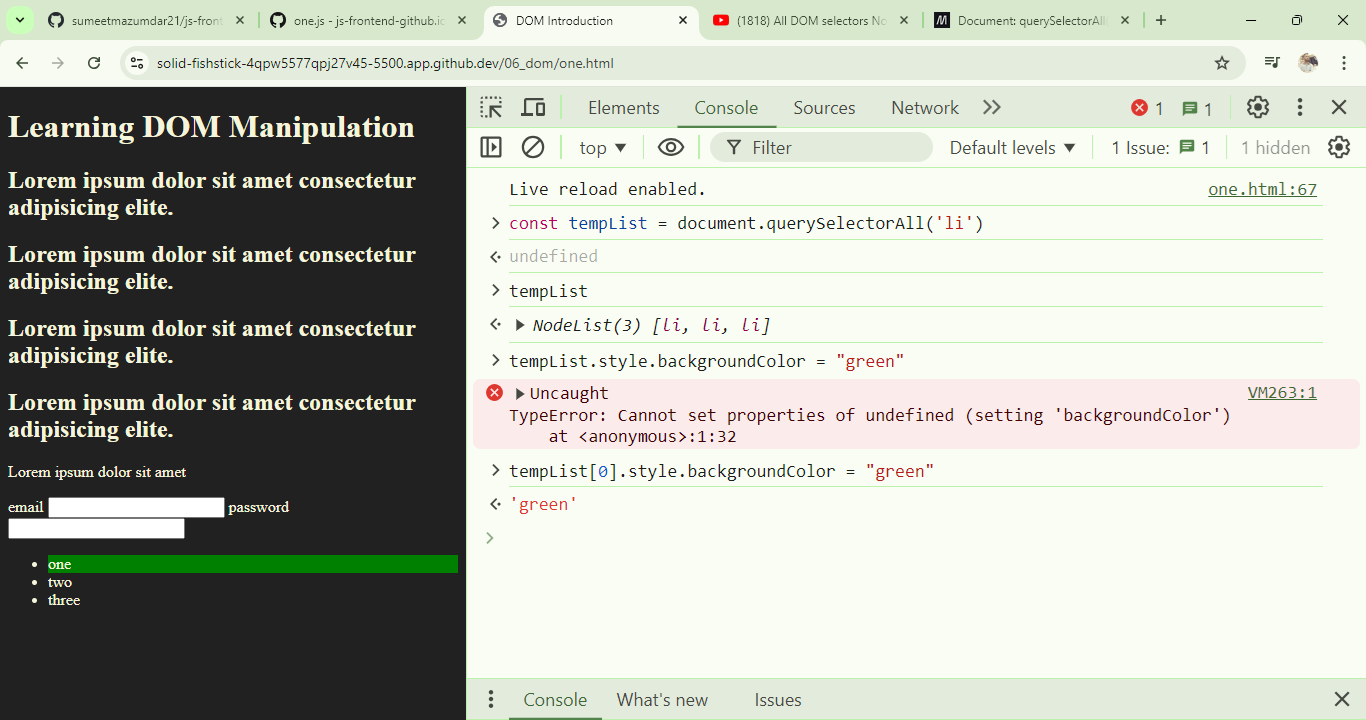 sumeetmazumdar21/js-front
one.js - js-frontend-github.io
DOM Introduction
(1818) All DOM selectors No
Document: querySelectorAll
solid-fishstick-4qpw5577qpj27v45-5500.app.github.dev/06_dom/one.html
Learning DOM Manipulation
Lorem ipsum dolor sit amet consectetur
adipisicing elite.
Lorem ipsum dolor sit amet consectetur
adipisicing elite.
Lorem ipsum dolor sit amet consectetur
adipisicing elite.
Lorem ipsum dolor sit amet consectetur
adipisicing elite.
Lorem ipsum dolor sit amet
email password
one
two
three
Elements Console Sources Network 1 1
top Filter Default levels 1 Issue: 1 1 hidden
Live reload enabled. one.html:67
const tempList = document.querySelectorAll('li')
undefined
tempList
NodeList(3) [li, li, li]
tempList.style.backgroundColor = "green"
Uncaught VM263:1
TypeError: Cannot set properties of undefined (setting 'backgroundColor')
at <anonymous>:1:32
tempList[0].style.backgroundColor = "green"
'green'
Console What's new Issues